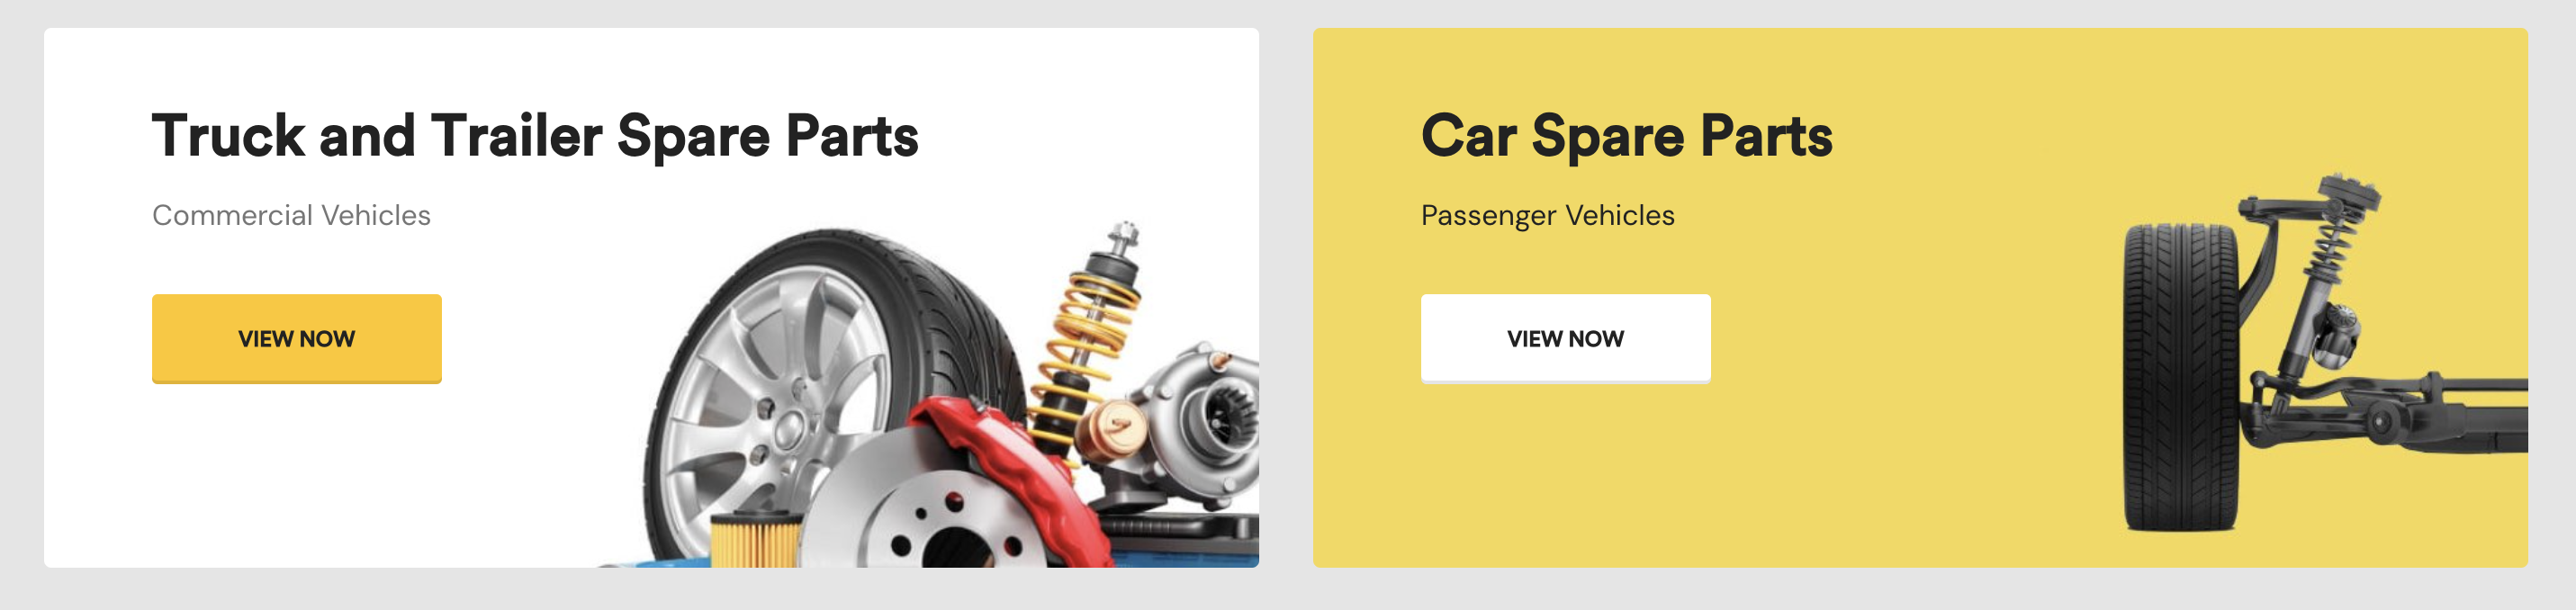 Truck and Trailer Spare Parts
Commercial Vehicles
VIEW NOW
Car Spare Parts
Passenger Vehicles
VIEW NOW